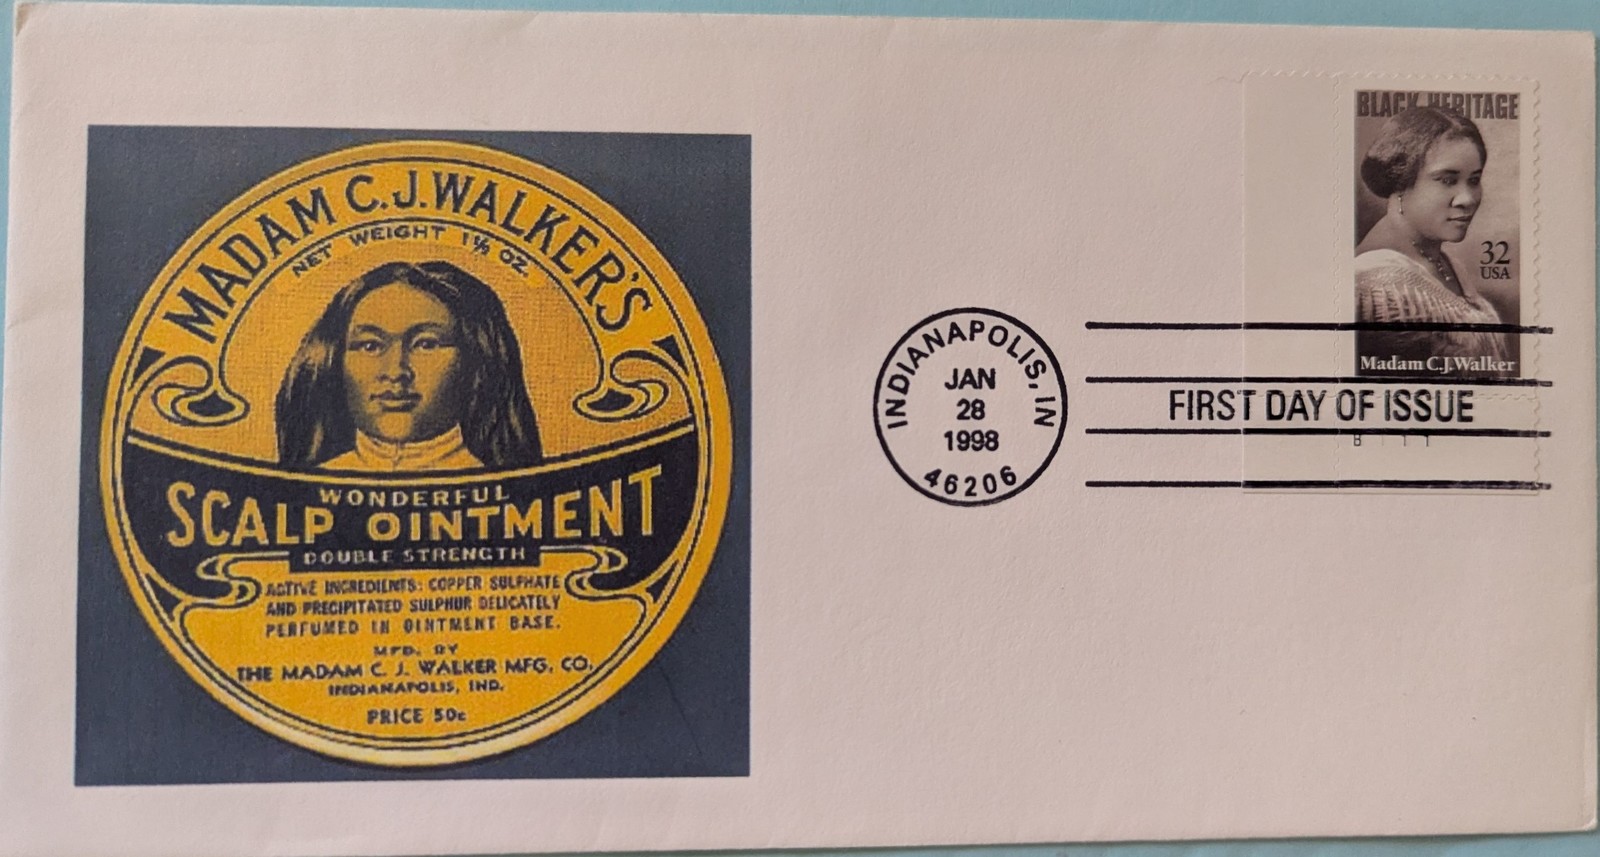 MADAM C.J. WALKER'S
NET WEIGHT 1⅛ OZ.
WONDERFUL
SCALP OINTMENT
DOUBLE STRENGTH
ACTIVE INGREDIENTS: COPPER SULPHATE
AND PRECIPITATED SULPHUR DELICATELY
PERFUMED IN OINTMENT BASE.
MFD. BY
THE MADAM C. J. WALKER MFG. CO.
INDIANAPOLIS, IND.
PRICE 50c
INDIANAPOLIS, IN
JAN
28
1998
46206
BLACK HERITAGE
32
USA
Madam C.J.Walker
FIRST DAY OF ISSUE